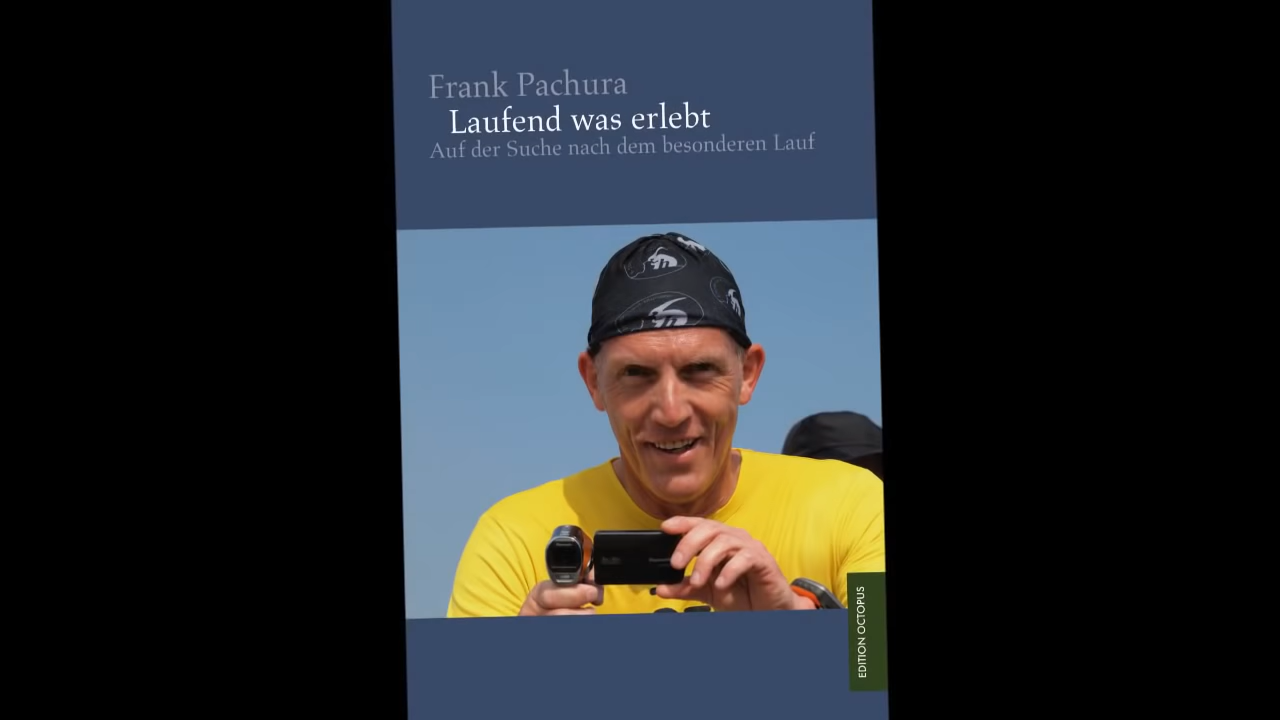 Frank Pachura
Laufend was erlebt
Auf der Suche nach dem besonderen Lauf
EDITION OCTOPUS